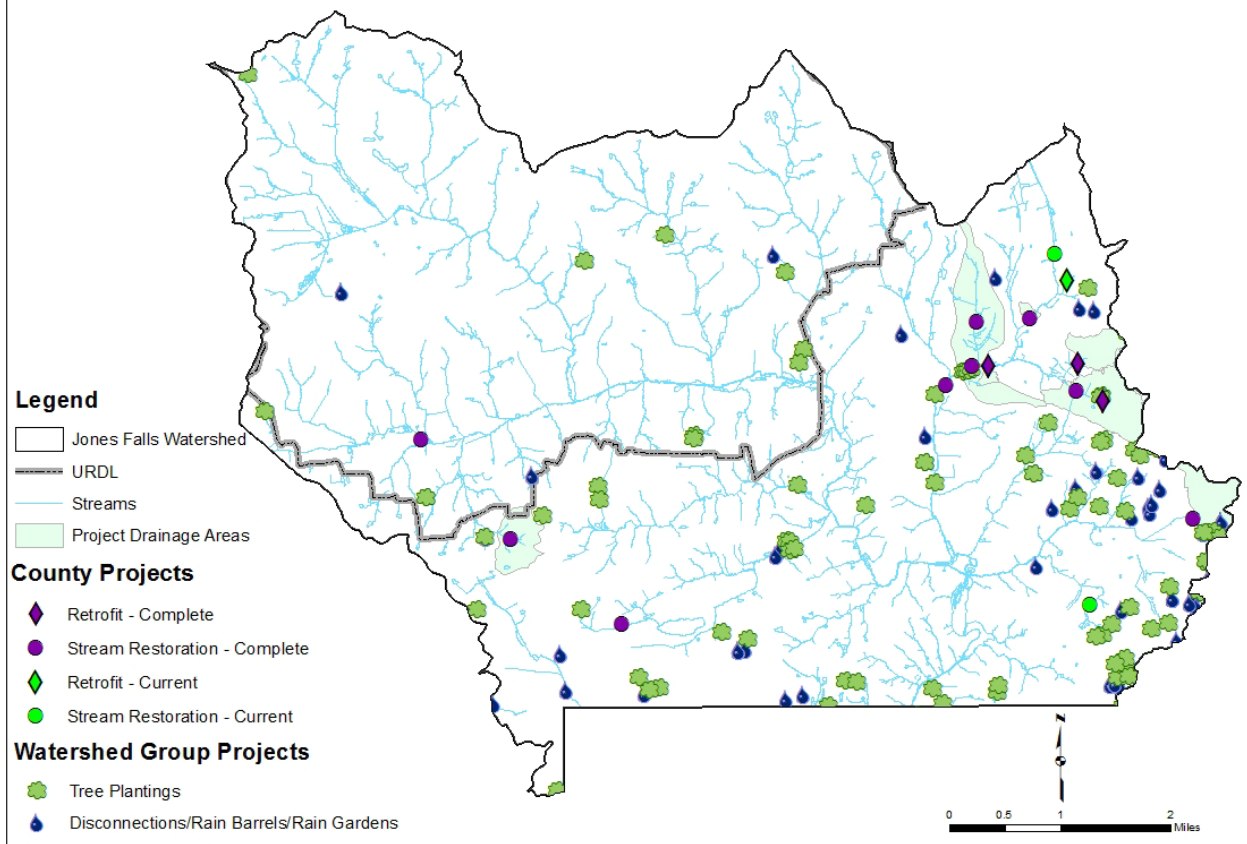 Legend
Jones Falls Watershed
URDL
Streams
Project Drainage Areas
County Projects
Retrofit - Complete
Stream Restoration - Complete
Retrofit - Current
Stream Restoration - Current
Watershed Group Projects
Tree Plantings
Disconnections/Rain Barrels/Rain Gardens
N
0 0.5 1 2
Miles